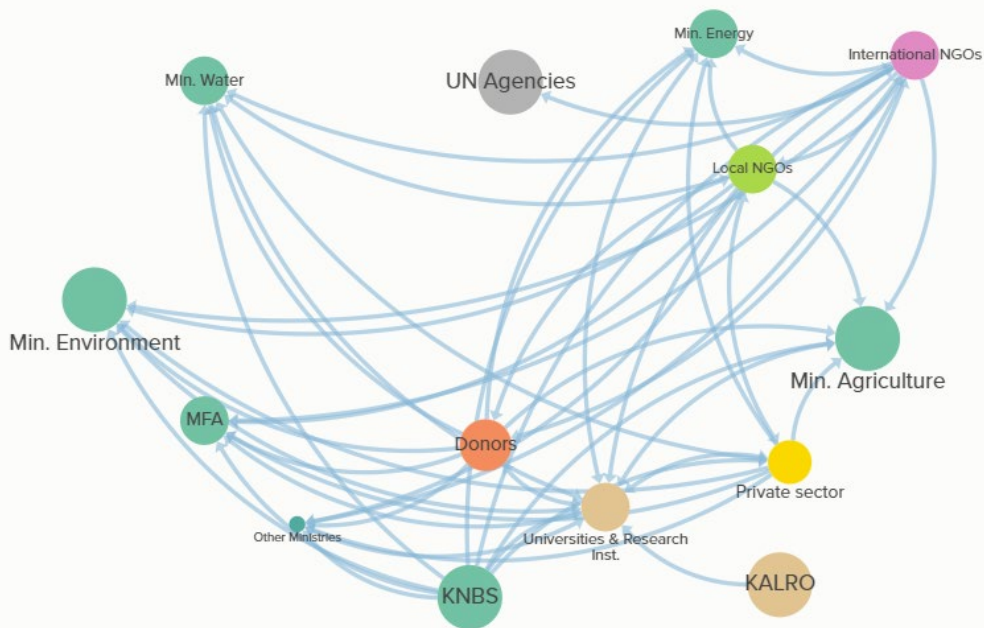 Min. Energy
International NGOs
Min. Water
UN Agencies
Local NGOs
Min. Environment
Min. Agriculture
MFA
Donors
Private sector
Other Ministries
Universities & Research
Inst.
KNBS
KALRO